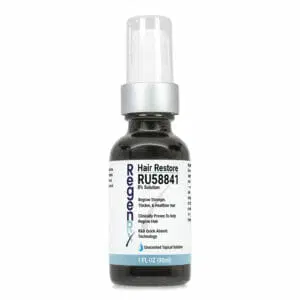 RegenRx
Hair Restore
RU58841
5% Solution
Regrow Stronger,
Thicker, & Healthier Hair
Clinically Proven To Help
Regrow Hair
R&D Quick Absorb
Technology
Unscented Topical Solution
1 FL OZ (30ml)